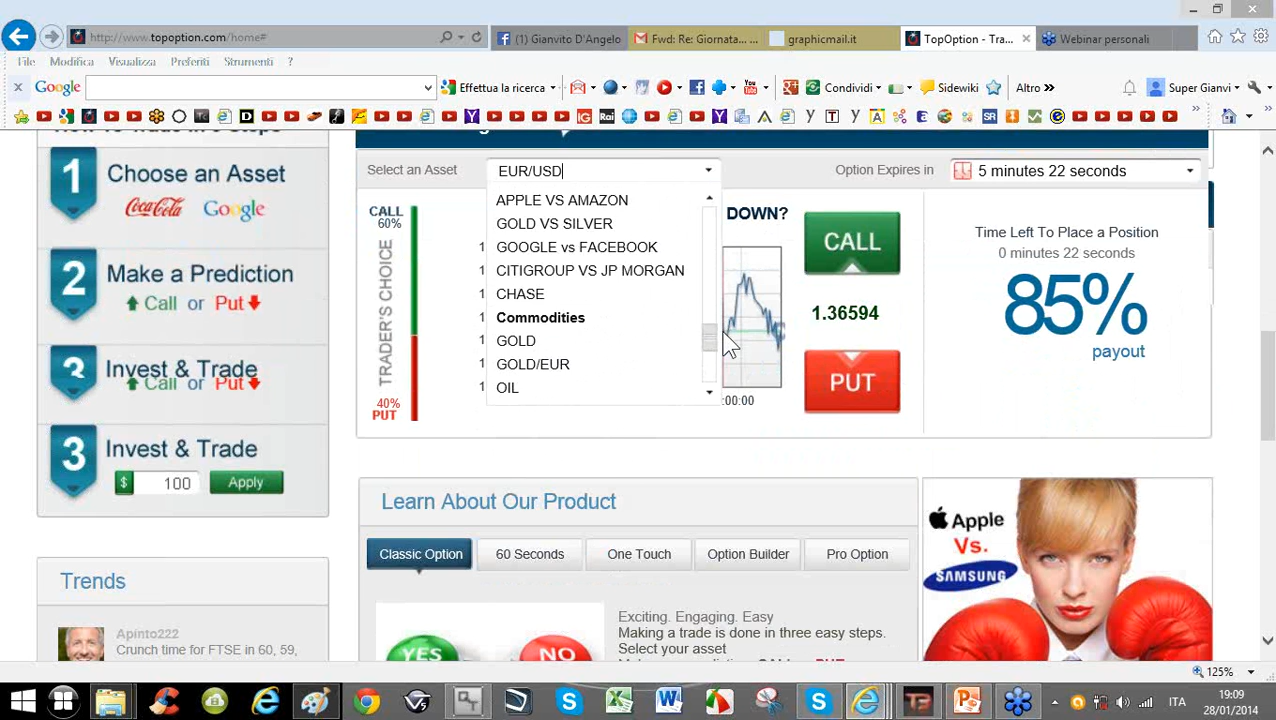 http://www.topoption.com/home#
(1) Gianvito D'Angelo
Fwd: Re: Giornata... ...
graphicmail.it
TopOption - Tra...
Webinar personali
File Modifica Visualizza Preferiti Strumenti ?
Google
Effettua la ricerca
Condividi
Sidewiki
Altro
Super Gianvi
Select an Asset
EUR/USD
Option Expires in
5 minutes 22 seconds
1 Choose an Asset
Coca-Cola Google
2 Make a Prediction
Call or Put
Invest & Trade
Call or Put
3 Invest & Trade
$ 100 Apply
CALL
60%
TRADER'S CHOICE
40%
PUT
APPLE VS AMAZON
GOLD VS SILVER
GOOGLE vs FACEBOOK
CITIGROUP VS JP MORGAN
CHASE
Commodities
GOLD
GOLD/EUR
OIL
DOWN?
:00:00
CALL
1.36594
PUT
Time Left To Place a Position
0 minutes 22 seconds
85%
payout
Learn About Our Product
Classic Option
60 Seconds
One Touch
Option Builder
Pro Option
YES
NO
Exciting. Engaging. Easy
Making a trade is done in three easy steps.
Select your asset
Apple
Vs.
SAMSUNG
Trends
Apinto222
Crunch time for FTSE in 60, 59,
125%
ITA
19:09
28/01/2014